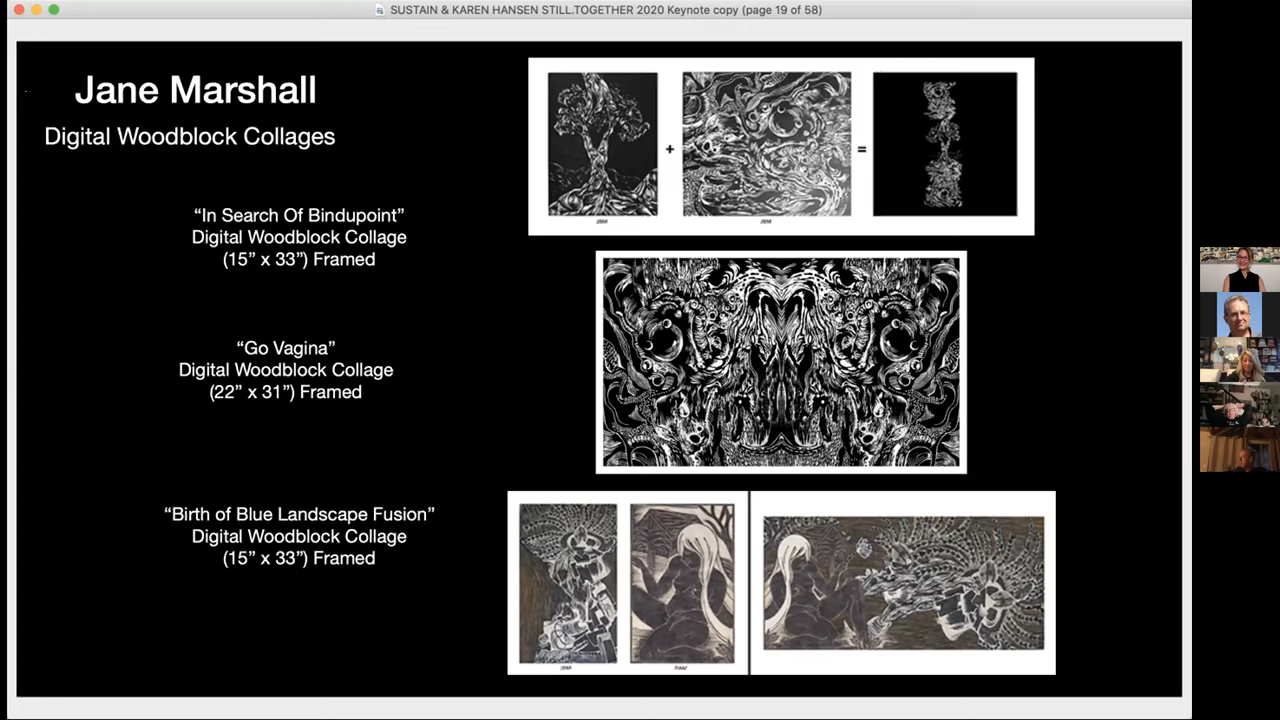 SUSTAIN & KAREN HANSEN STILL.TOGETHER 2020 Keynote copy (page 19 of 58)
Jane Marshall
Digital Woodblock Collages
“In Search Of Bindupoint”
Digital Woodblock Collage
(15” x 33”) Framed
+
=
“Go Vagina”
Digital Woodblock Collage
(22” x 31”) Framed
“Birth of Blue Landscape Fusion”
Digital Woodblock Collage
(15” x 33”) Framed